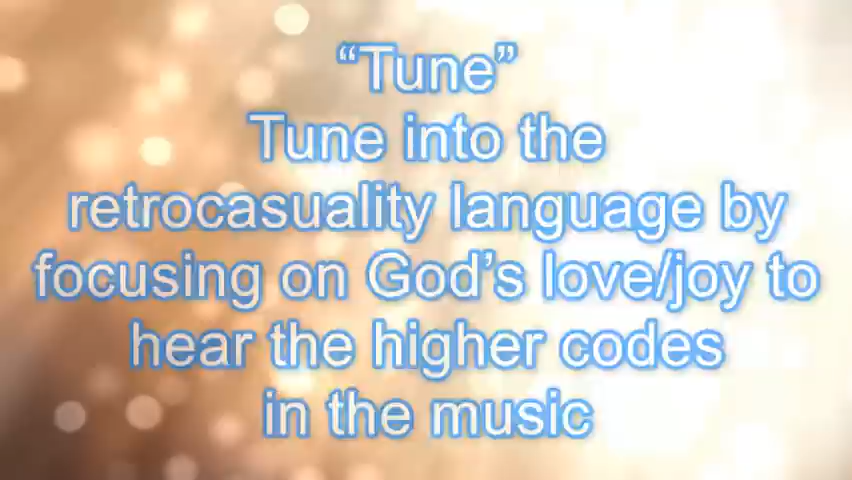 “Tune”
Tune into the
retrocasuality language by
focusing on God’s love/joy to
hear the higher codes
in the music